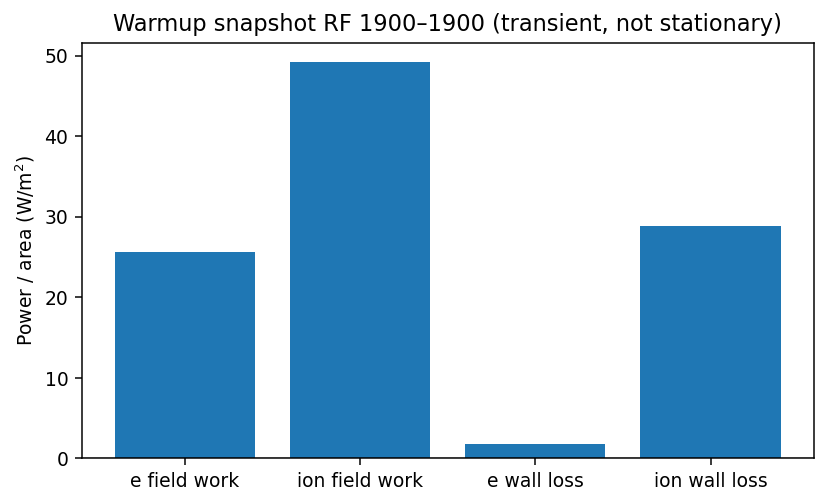 Warmup snapshot RF 1900–1900 (transient, not stationary)
Power / area (W/m²)
50
40
30
20
10
0
e field work
ion field work
e wall loss
ion wall loss